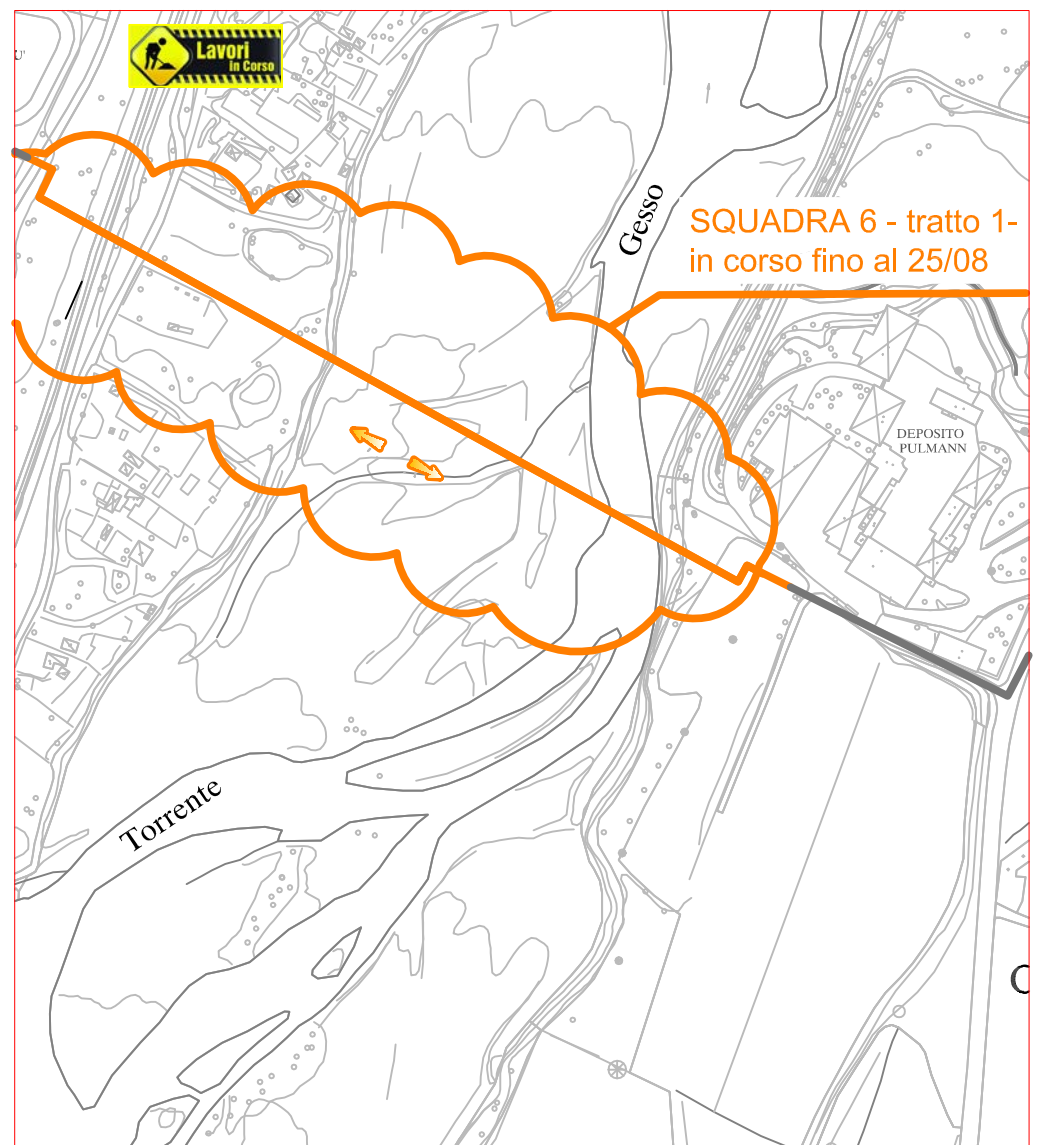 U'
Lavori
In Corso
Gesso
SQUADRA 6 - tratto 1-
in corso fino al 25/08
DEPOSITO
PULMANN
Torrente
C